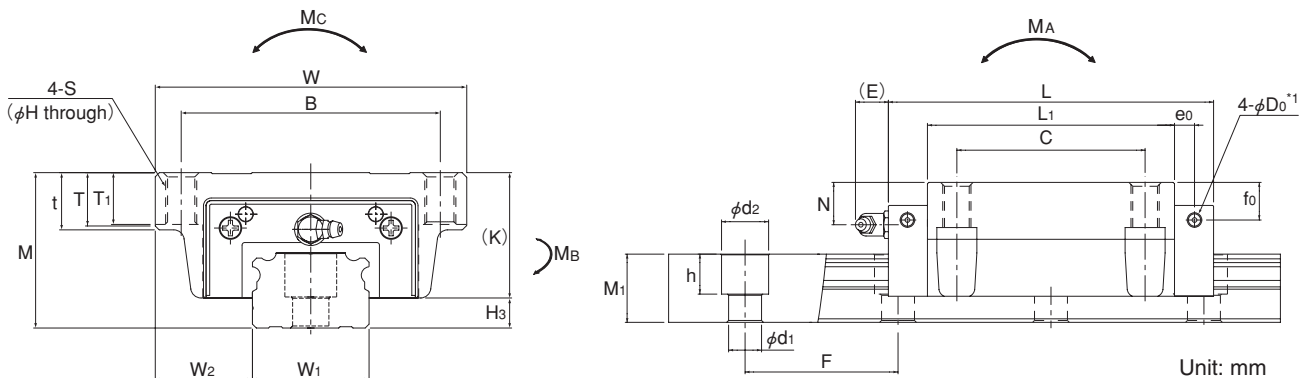 Mc
W
4-S
(φH through)
B
t
T
T1
M
(K)
MB
H3
W2
W1
MA
(E)
L
4-φD0*1
L1
e0
C
N
f0
φd2
h
M1
φd1
F
Unit: mm